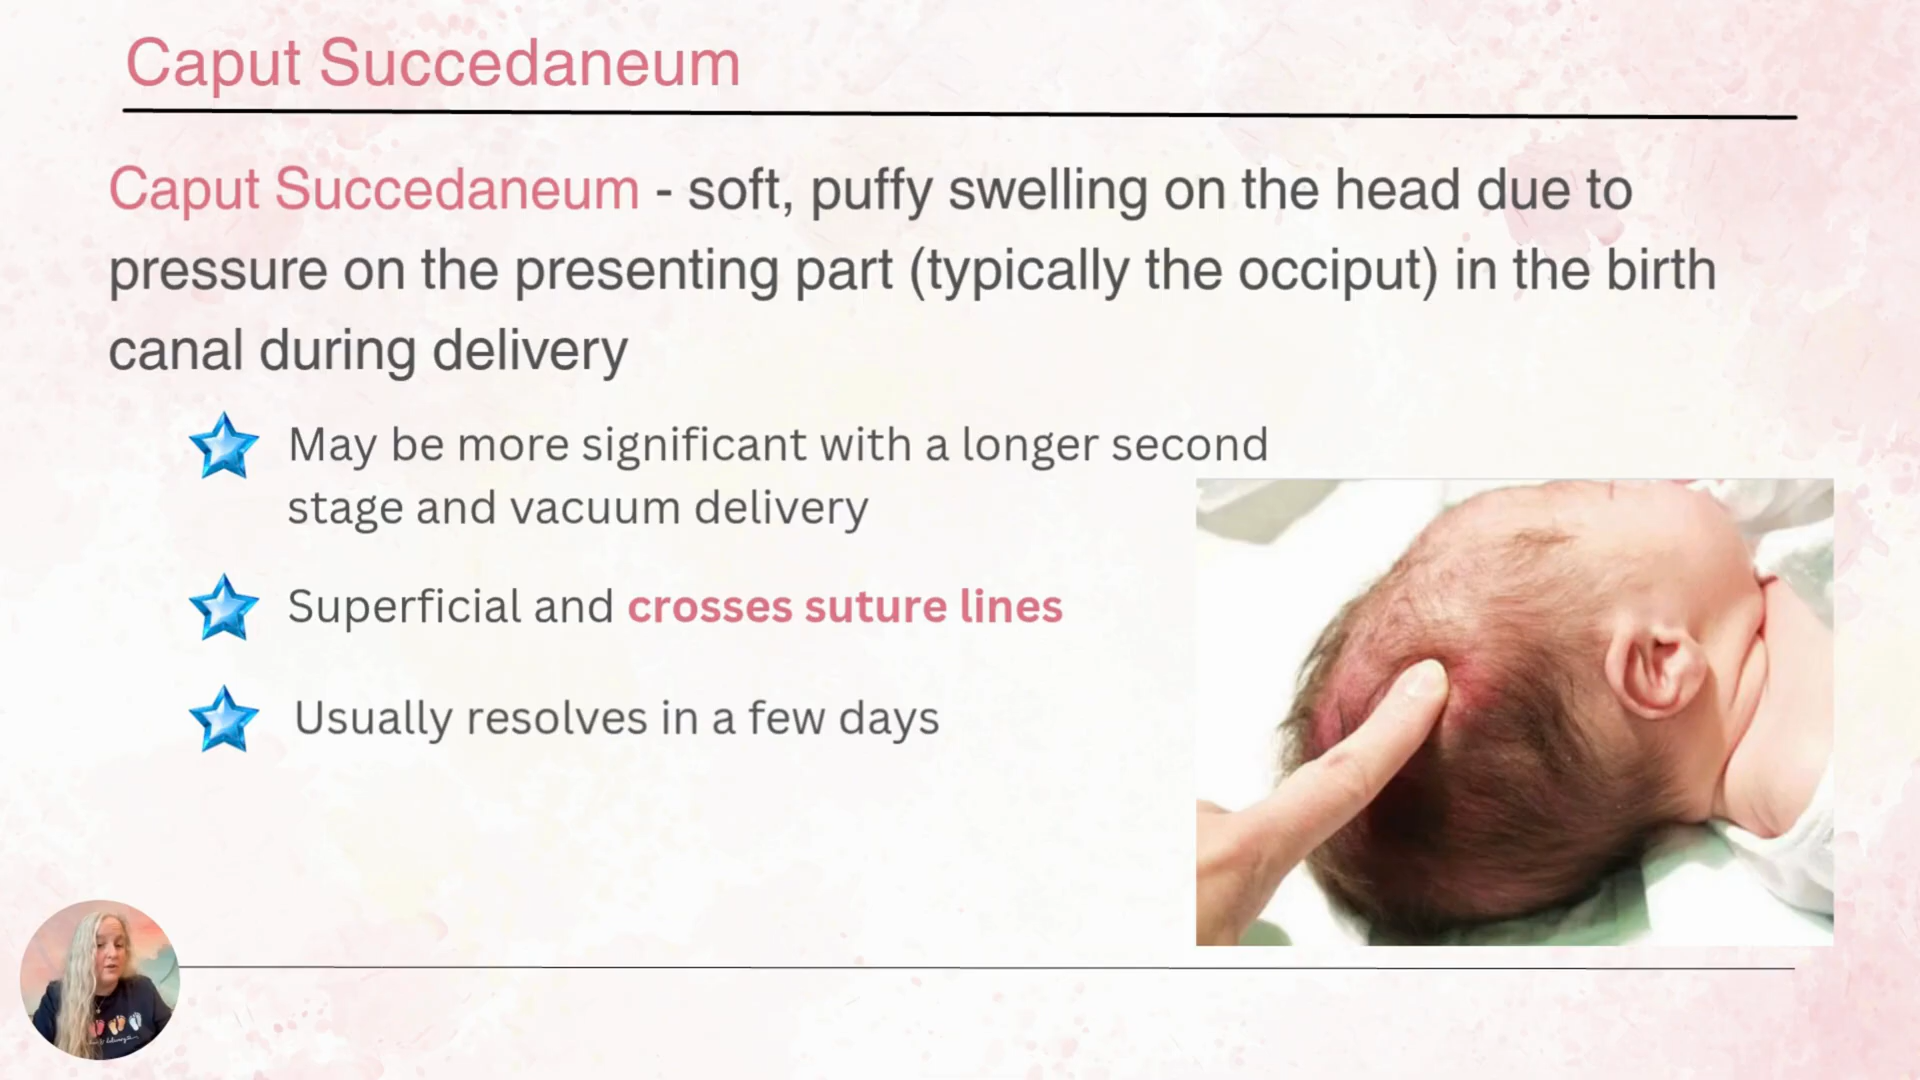 Caput Succedaneum
Caput Succedaneum - soft, puffy swelling on the head due to
pressure on the presenting part (typically the occiput) in the birth
canal during delivery
May be more significant with a longer second
stage and vacuum delivery
Superficial and crosses suture lines
Usually resolves in a few days